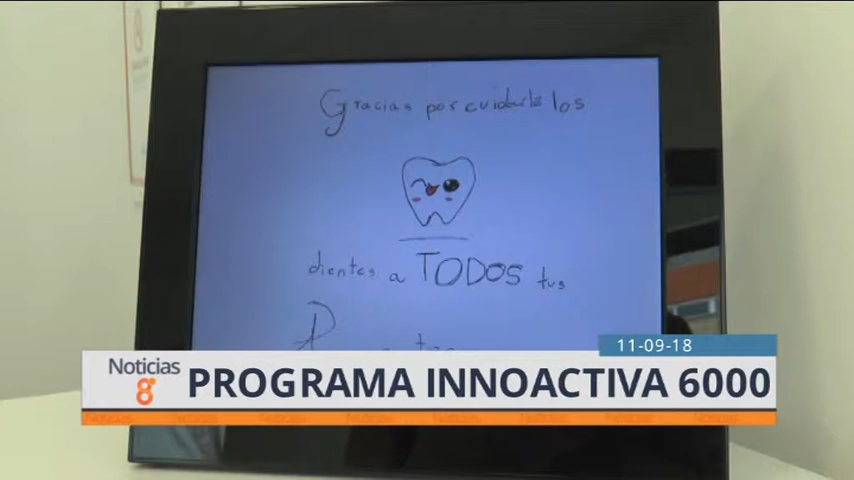 Gracias por cuidarle los
dientes a TODOS tus
11-09-18
Noticias
8
PROGRAMA INNOACTIVA 6000